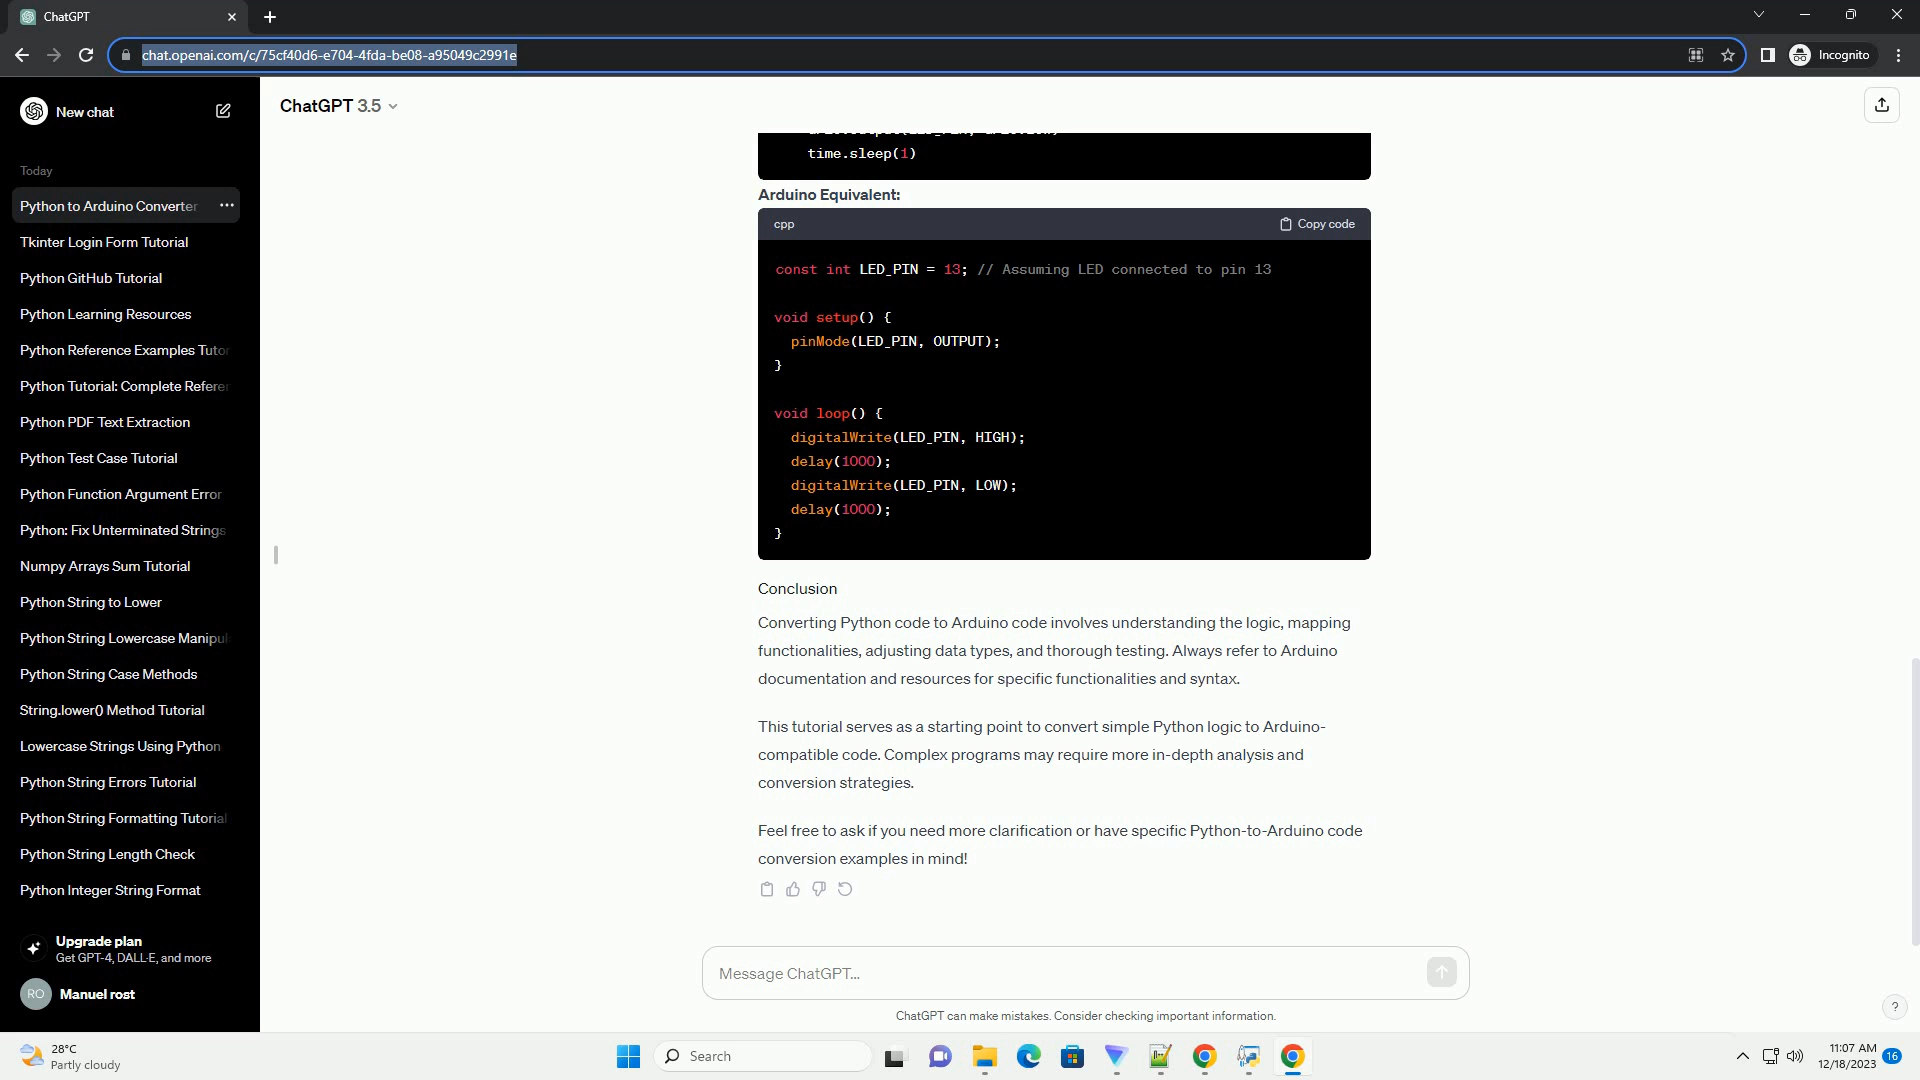 ChatGPT
chat.openai.com/c/75cf40d6-e704-4fda-be08-a95049c2991e
Incognito
New chat
Today
Python to Arduino Converter
Tkinter Login Form Tutorial
Python GitHub Tutorial
Python Learning Resources
Python Reference Examples Tutor
Python Tutorial: Complete Referen
Python PDF Text Extraction
Python Test Case Tutorial
Python Function Argument Error
Python: Fix Unterminated Strings
Numpy Arrays Sum Tutorial
Python String to Lower
Python String Lowercase Manipul
Python String Case Methods
String.lower() Method Tutorial
Lowercase Strings Using Python
Python String Errors Tutorial
Python String Formatting Tutorial
Python String Length Check
Python Integer String Format
Upgrade plan
Get GPT-4, DALL·E, and more
RO
Manuel rost
ChatGPT 3.5
time.sleep(1)
Arduino Equivalent:
cpp
Copy code
const int LED_PIN = 13; // Assuming LED connected to pin 13
void setup() {
pinMode(LED_PIN, OUTPUT);
}
void loop() {
digitalWrite(LED_PIN, HIGH);
delay(1000);
digitalWrite(LED_PIN, LOW);
delay(1000);
}
Conclusion
Converting Python code to Arduino code involves understanding the logic, mapping
functionalities, adjusting data types, and thorough testing. Always refer to Arduino
documentation and resources for specific functionalities and syntax.
This tutorial serves as a starting point to convert simple Python logic to Arduino-
compatible code. Complex programs may require more in-depth analysis and
conversion strategies.
Feel free to ask if you need more clarification or have specific Python-to-Arduino code
conversion examples in mind!
Message ChatGPT...
ChatGPT can make mistakes. Consider checking important information.
?
28°C
Partly cloudy
Search
11:07 AM
12/18/2023
16